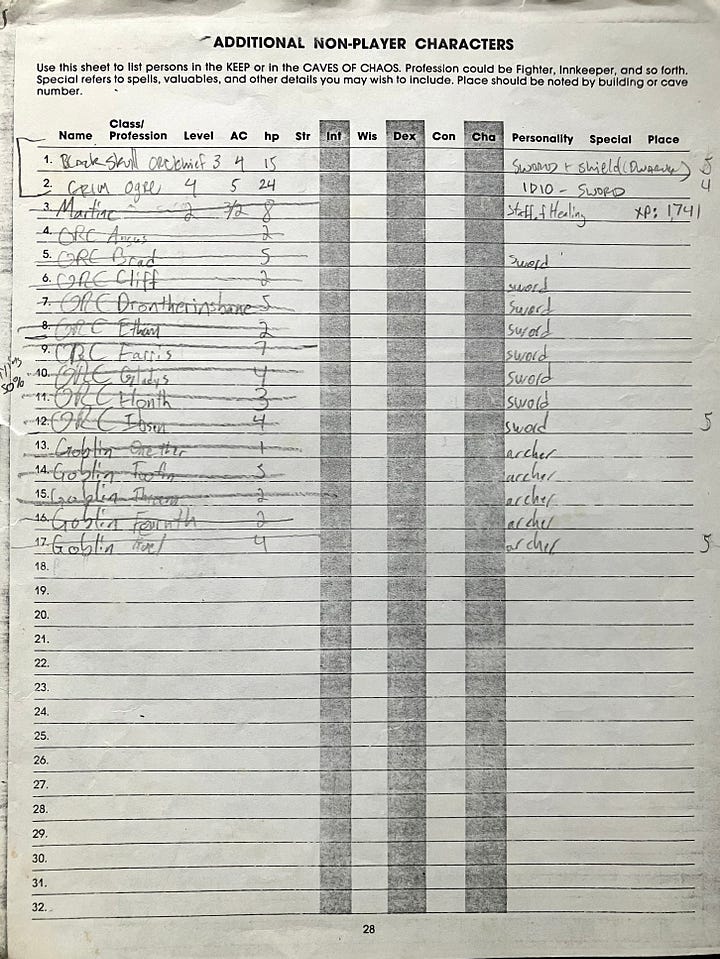 ADDITIONAL NON-PLAYER CHARACTERS
Use this sheet to list persons in the KEEP or in the CAVES OF CHAOS. Profession could be Fighter, Innkeeper, and so forth.
Special refers to spells, valuables, and other details you may wish to include. Place should be noted by building or cave
number.
Name Class/ Profession Level AC hp Str Int Wis Dex Con Cha Personality Special Place
1. Black Skull Orc chief 3 4 15 Sword + Shield (Dwarven) 5
2. Grim Ogre 4 5 24 1D10 - SWORD 4
3. Martine 2 8 Staff of Healing XP: 1,741
4. ORC Angus 2
5. ORC Brad 5 sword
6. ORC Cliff 2 sword
7. ORC Drontherinshane 5 sword
8. ORC Ethan 2 sword
9. ORC Farris 7 sword
50%
10. ORC Gladys 4 sword
11. ORC Honth 3 sword
12. ORC Ibsen 4 sword 5
13. Goblin 1 archer
14. Goblin 5 archer
15. Goblin 2 archer
16. Goblin Fournth 2 archer
17. Goblin 4 archer 5
18.
19.
20.
21.
22.
23.
24.
25.
26.
27.
28.
29.
30.
31.
32.
28